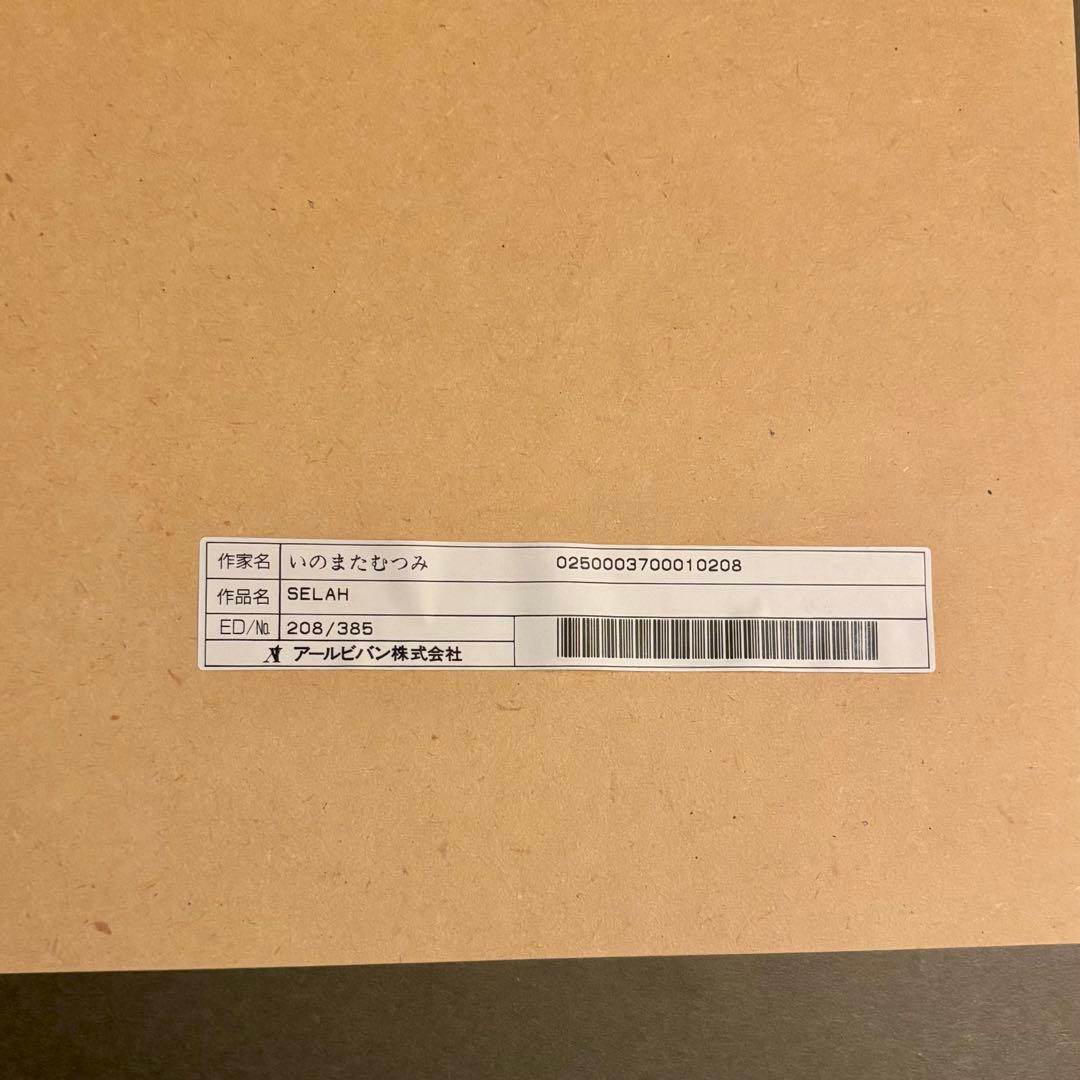 作家名 いのまたむつみ 0250003700010208
作品名 SELAH
ED/№ 208/385
アールビバン株式会社